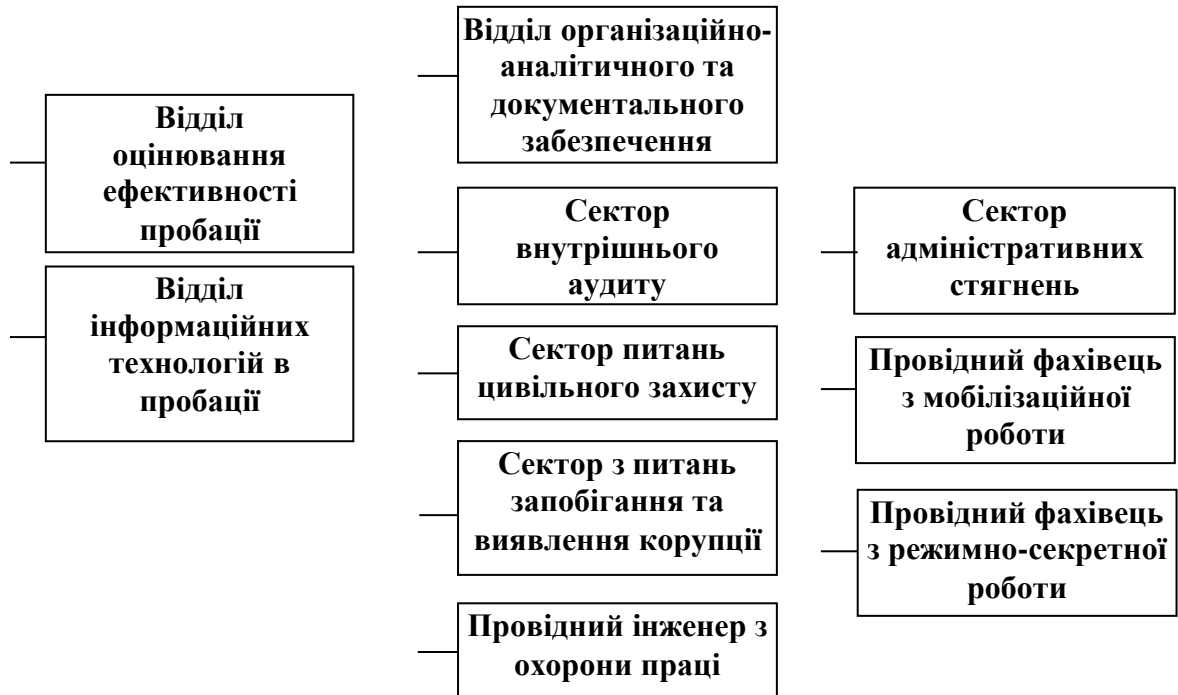 Відділ
оцінювання
ефективності
пробації
Відділ
інформаційних
технологій в
пробації
Відділ організаційно-
аналітичного та
документального
забезпечення
Сектор
внутрішнього
аудиту
Сектор питань
цивільного захисту
Сектор з питань
запобігання та
виявлення корупції
Провідний інженер з
охорони праці
Сектор
адміністративних
стягнень
Провідний фахівець
з мобілізаційної
роботи
Провідний фахівець
з режимно-секретної
роботи